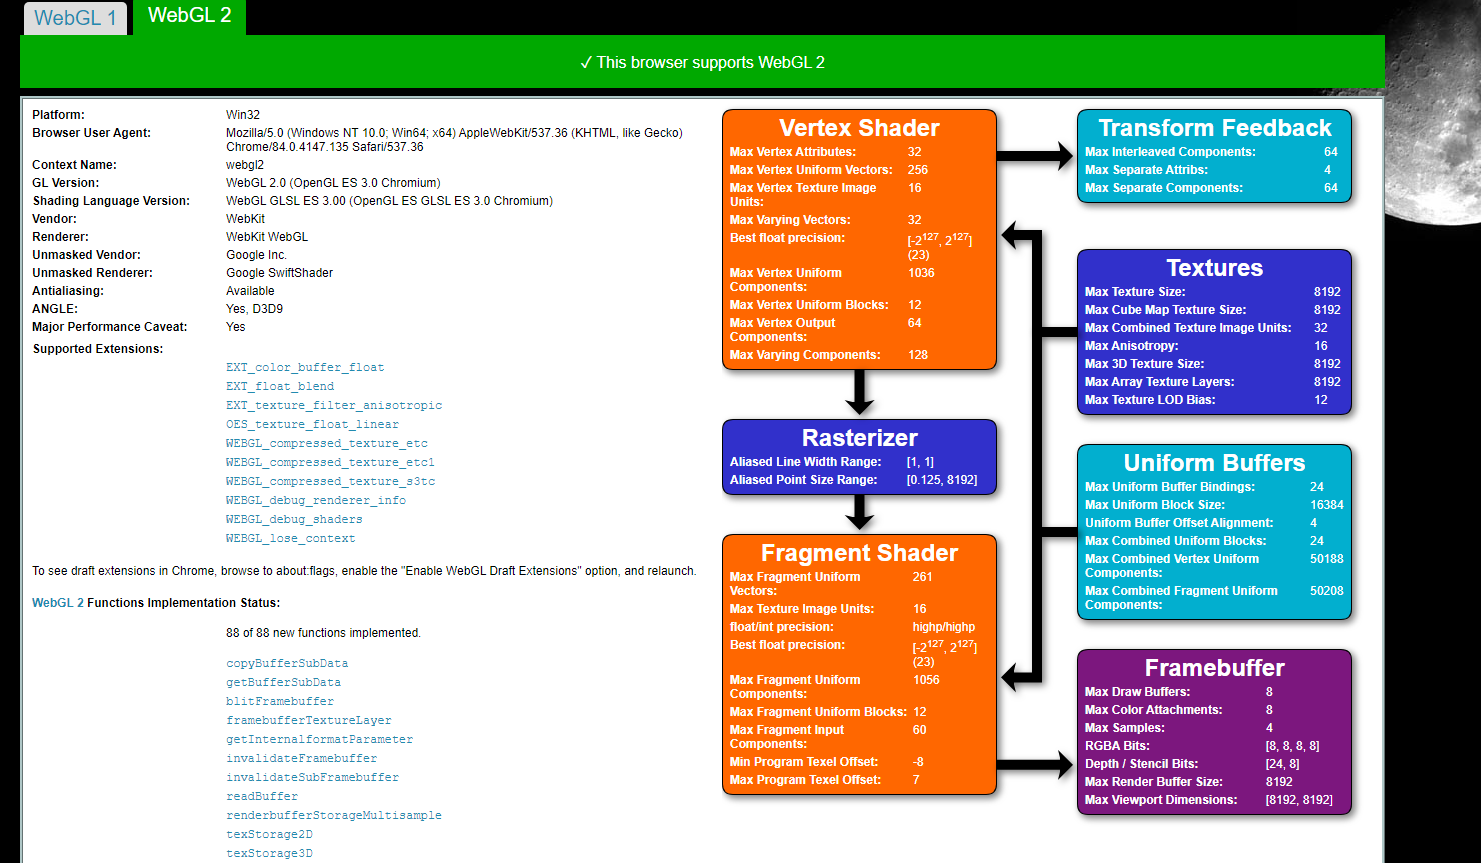 WebGL 1
WebGL 2
✓ This browser supports WebGL 2
Platform: Win32
Browser User Agent: Mozilla/5.0 (Windows NT 10.0; Win64; x64) AppleWebKit/537.36 (KHTML, like Gecko)
Chrome/84.0.4147.135 Safari/537.36
Context Name: webgl2
GL Version: WebGL 2.0 (OpenGL ES 3.0 Chromium)
Shading Language Version: WebGL GLSL ES 3.00 (OpenGL ES GLSL ES 3.0 Chromium)
Vendor: WebKit
Renderer: WebKit WebGL
Unmasked Vendor: Google Inc.
Unmasked Renderer: Google SwiftShader
Antialiasing: Available
ANGLE: Yes, D3D9
Major Performance Caveat: Yes
Supported Extensions:
EXT_color_buffer_float
EXT_float_blend
EXT_texture_filter_anisotropic
OES_texture_float_linear
WEBGL_compressed_texture_etc
WEBGL_compressed_texture_etc1
WEBGL_compressed_texture_s3tc
WEBGL_debug_renderer_info
WEBGL_debug_shaders
WEBGL_lose_context
To see draft extensions in Chrome, browse to about:flags, enable the "Enable WebGL Draft Extensions" option, and relaunch.
WebGL 2 Functions Implementation Status:
88 of 88 new functions implemented.
copyBufferSubData
getBufferSubData
blitFramebuffer
framebufferTextureLayer
getInternalformatParameter
invalidateFramebuffer
invalidateSubFramebuffer
readBuffer
renderbufferStorageMultisample
texStorage2D
texStorage3D
Vertex Shader
Max Vertex Attributes: 32
Max Vertex Uniform Vectors: 256
Max Vertex Texture Image 16
Units:
Max Varying Vectors: 32
Best float precision: [-2¹²⁷, 2¹²⁷]
(23)
Max Vertex Uniform 1036
Components:
Max Vertex Uniform Blocks: 12
Max Vertex Output 64
Components:
Max Varying Components: 128
Rasterizer
Aliased Line Width Range: [1, 1]
Aliased Point Size Range: [0.125, 8192]
Fragment Shader
Max Fragment Uniform 261
Vectors:
Max Texture Image Units: 16
float/int precision: highp/highp
Best float precision: [-2¹²⁷, 2¹²⁷]
(23)
Max Fragment Uniform 1056
Components:
Max Fragment Uniform Blocks: 12
Max Fragment Input 60
Components:
Min Program Texel Offset: -8
Max Program Texel Offset: 7
Transform Feedback
Max Interleaved Components: 64
Max Separate Attribs: 4
Max Separate Components: 64
Textures
Max Texture Size: 8192
Max Cube Map Texture Size: 8192
Max Combined Texture Image Units: 32
Max Anisotropy: 16
Max 3D Texture Size: 8192
Max Array Texture Layers: 8192
Max Texture LOD Bias: 12
Uniform Buffers
Max Uniform Buffer Bindings: 24
Max Uniform Block Size: 16384
Uniform Buffer Offset Alignment: 4
Max Combined Uniform Blocks: 24
Max Combined Vertex Uniform 50188
Components:
Max Combined Fragment Uniform 50208
Components:
Framebuffer
Max Draw Buffers: 8
Max Color Attachments: 8
Max Samples: 4
RGBA Bits: [8, 8, 8, 8]
Depth / Stencil Bits: [24, 8]
Max Render Buffer Size: 8192
Max Viewport Dimensions: [8192, 8192]